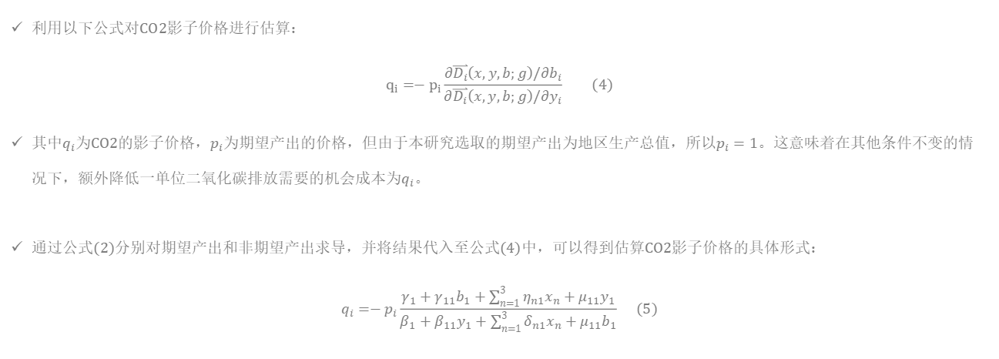 ✓ 利用以下公式对CO2影子价格进行估算：
$$q_i = -p_i \frac{\partial \overrightarrow{D_i}(x, y, b; g)/\partial b_i}{\partial \overrightarrow{D_i}(x, y, b; g)/\partial y_i} \quad (4)$$
✓ 其中$q_i$为CO2的影子价格，$p_i$为期望产出的价格，但由于本研究选取的期望产出为地区生产总值，所以$p_i = 1$。这意味着在其他条件不变的情
况下，额外降低一单位二氧化碳排放需要的机会成本为$q_i$。
✓ 通过公式(2)分别对期望产出和非期望产出求导，并将结果代入至公式(4)中，可以得到估算CO2影子价格的具体形式：
$$q_i = -p_i \frac{\gamma_1 + \gamma_{11} b_1 + \sum_{n=1}^{3} \eta_{n1} x_n + \mu_{11} y_1}{\beta_1 + \beta_{11} y_1 + \sum_{n=1}^{3} \delta_{n1} x_n + \mu_{11} b_1} \quad (5)$$